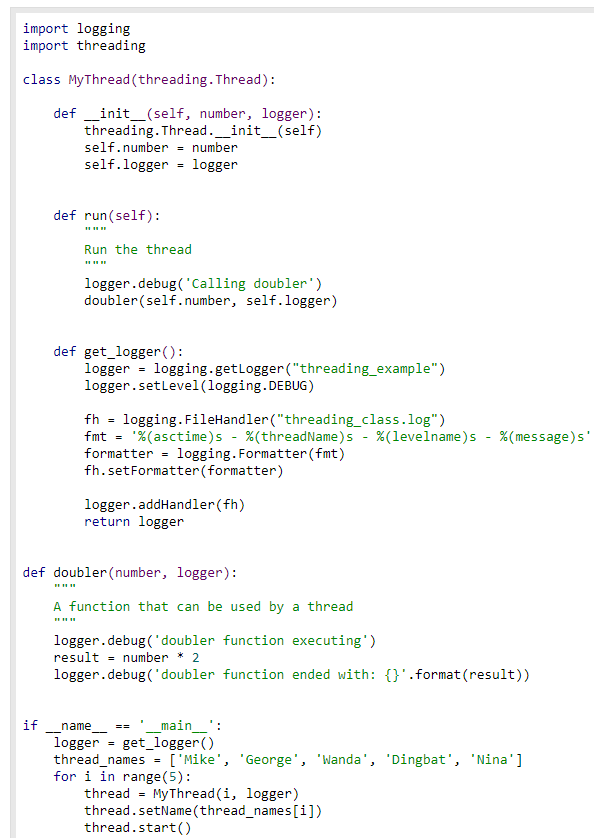 import logging
import threading

class MyThread(threading.Thread):

    def __init__(self, number, logger):
        threading.Thread.__init__(self)
        self.number = number
        self.logger = logger


    def run(self):
        """
        Run the thread
        """
        logger.debug('Calling doubler')
        doubler(self.number, self.logger)


    def get_logger():
        logger = logging.getLogger("threading_example")
        logger.setLevel(logging.DEBUG)

        fh = logging.FileHandler("threading_class.log")
        fmt = '%(asctime)s - %(threadName)s - %(levelname)s - %(message)s'
        formatter = logging.Formatter(fmt)
        fh.setFormatter(formatter)

        logger.addHandler(fh)
        return logger


def doubler(number, logger):
    """
    A function that can be used by a thread
    """
    logger.debug('doubler function executing')
    result = number * 2
    logger.debug('doubler function ended with: {}'.format(result))


if __name__ == '__main__':
    logger = get_logger()
    thread_names = ['Mike', 'George', 'Wanda', 'Dingbat', 'Nina']
    for i in range(5):
        thread = MyThread(i, logger)
        thread.setName(thread_names[i])
        thread.start()